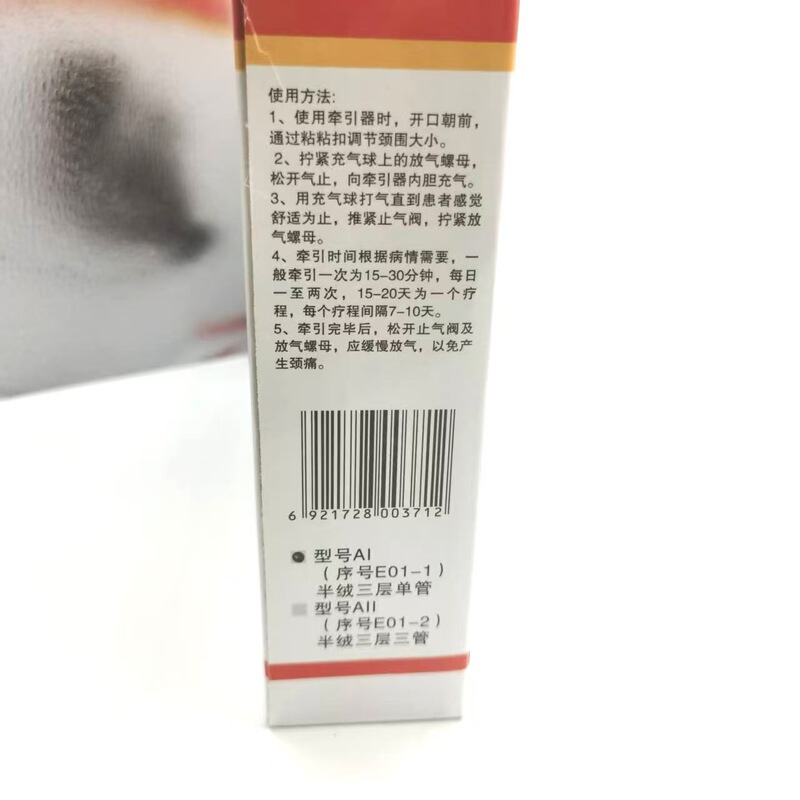 使用方法:
1、使用牵引器时，开口朝前，
通过粘粘扣调节颈围大小。
2、拧紧充气球上的放气螺母，
松开气止，向牵引器内胆充气。
3、用充气球打气直到患者感觉
舒适为止，推紧止气阀，拧紧放
气螺母。
4、牵引时间根据病情需要，一
般牵引一次为15-30分钟，每日
一至两次，15-20天为一个疗
程，每个疗程间隔7-10天。
5、牵引完毕后，松开止气阀及
放气螺母，应缓慢放气，以免产
生颈痛。
6 921728 003712
型号AI
（序号E01-1）
半绒三层单管
型号AII
（序号E01-2）
半绒三层三管